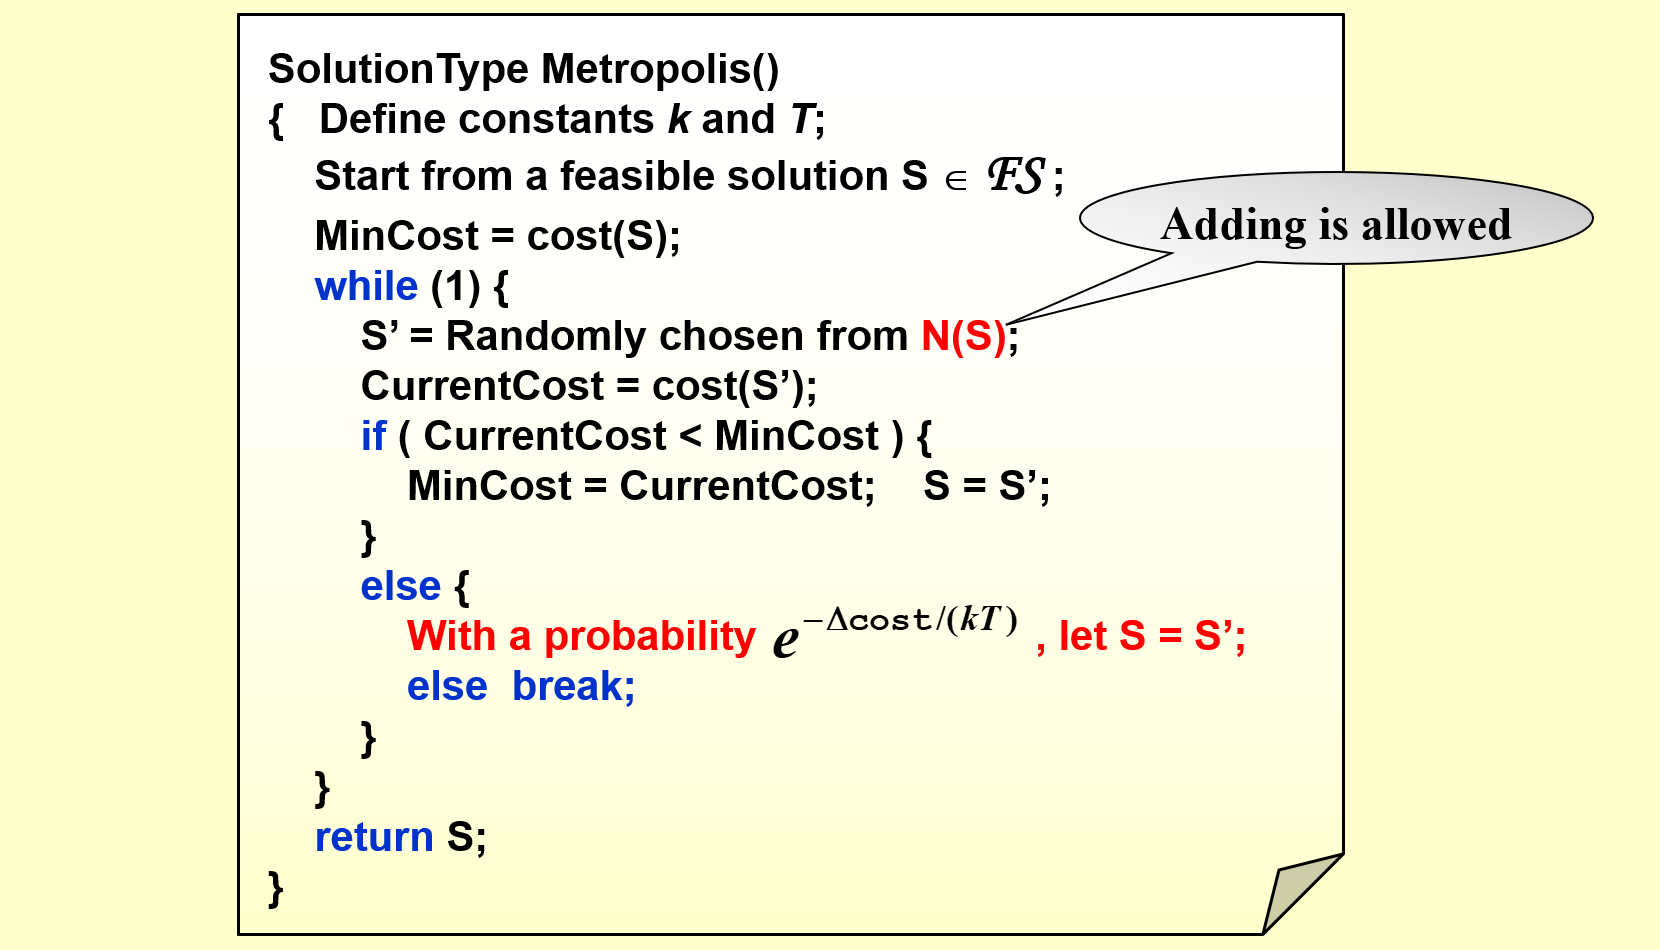 SolutionType Metropolis()
{ Define constants k and T;
Start from a feasible solution S ∈ ℱ𝒮 ;
MinCost = cost(S);
while (1) {
S’ = Randomly chosen from N(S);
Adding is allowed
CurrentCost = cost(S’);
if ( CurrentCost < MinCost ) {
MinCost = CurrentCost; S = S’;
}
else {
With a probability e^{−Δcost/(kT)} , let S = S’;
else break;
}
}
return S;
}